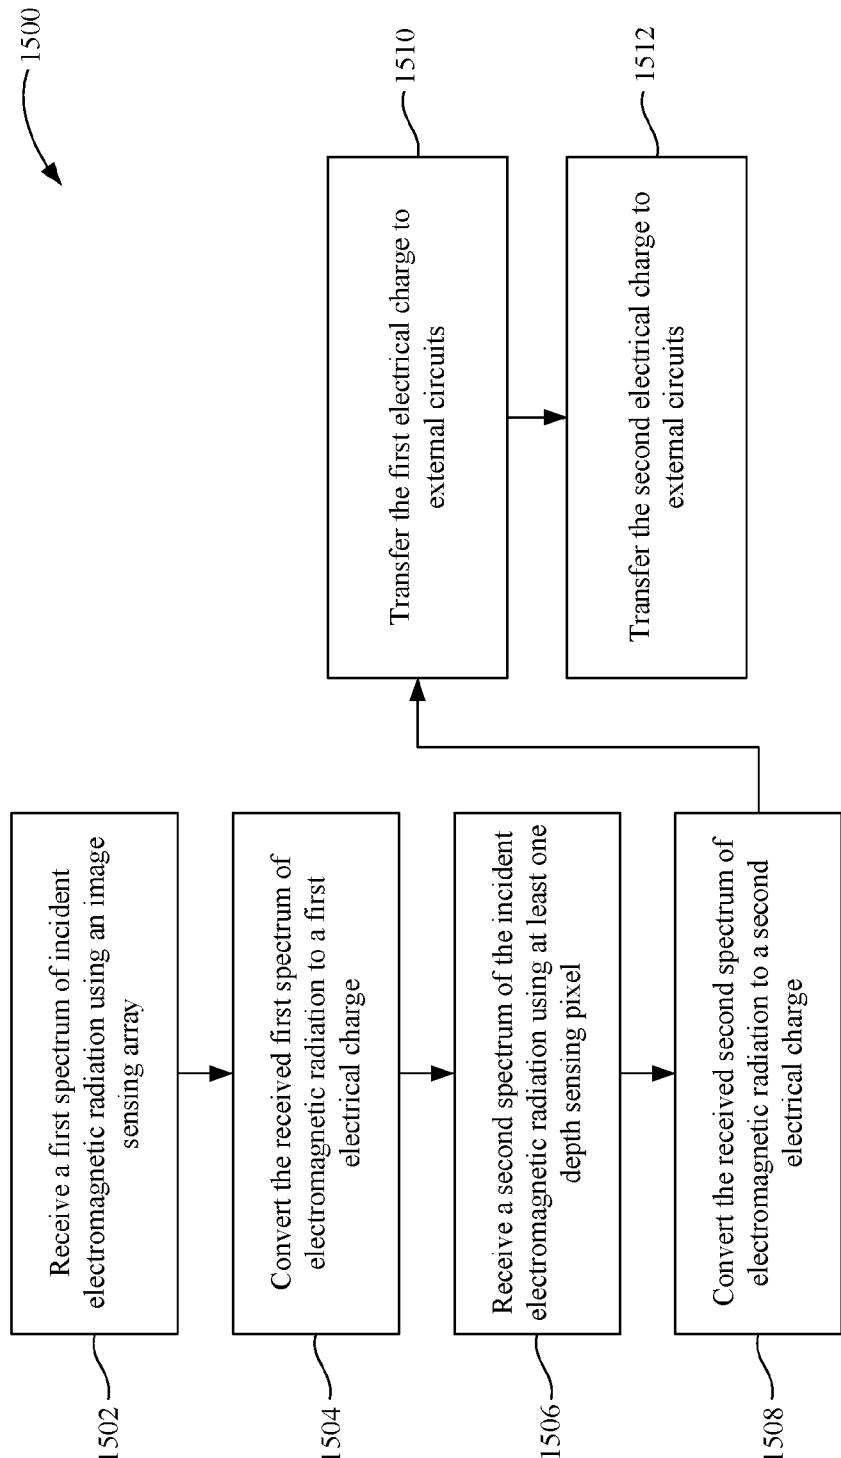 1500
1502
Receive a first spectrum of incident
electromagnetic radiation using an image
sensing array
1504
Convert the received first spectrum of
electromagnetic radiation to a first
electrical charge
1506
Receive a second spectrum of the incident
electromagnetic radiation using at least one
depth sensing pixel
1508
Convert the received second spectrum of
electromagnetic radiation to a second
electrical charge
1510
Transfer the first electrical charge to
external circuits
1512
Transfer the second electrical charge to
external circuits